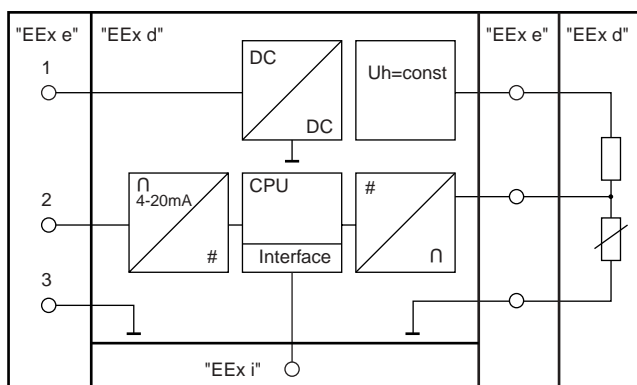 "EEx e"
"EEx d"
"EEx e"
"EEx d"
1
DC
DC
Uh=const
2
∩
4-20mA
#
CPU
Interface
#
∩
3
"EEx i"